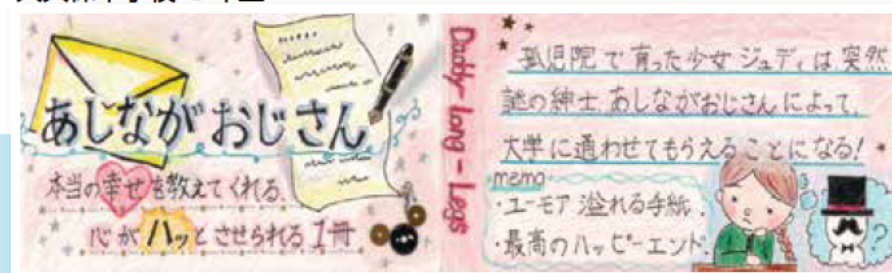 あしながおじさん
本当の幸せを教えてくれる
心がハッとさせられる1冊
Daddy-long-Legs
孤児院で育った少女ジュディは突然
謎の紳士あしながおじさんによって、
大学に通わせてもらえることになる!
memo
・ユーモア溢れる手紙
・最高のハッピーエンド
?